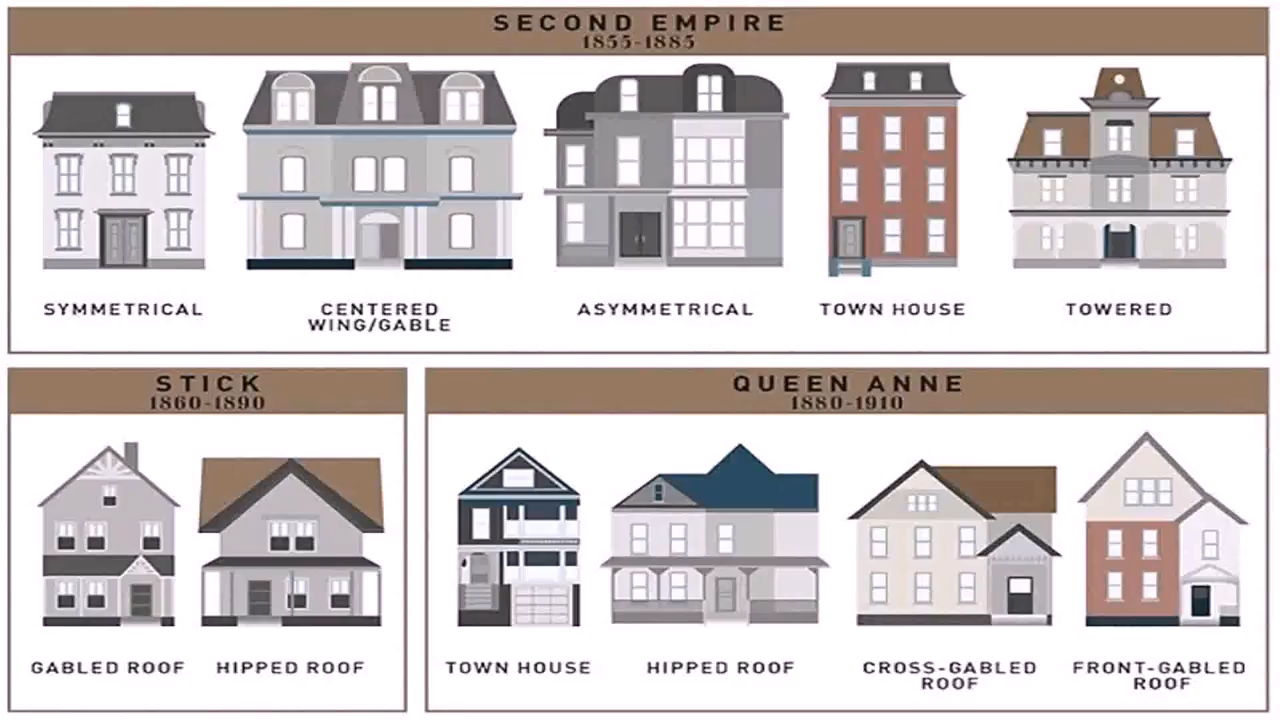 SECOND EMPIRE
1855-1885
SYMMETRICAL
CENTERED
WING/GABLE
ASYMMETRICAL
TOWN HOUSE
TOWERED
STICK
1860-1890
GABLED ROOF
HIPPED ROOF
QUEEN ANNE
1880-1910
TOWN HOUSE
HIPPED ROOF
CROSS-GABLED
ROOF
FRONT-GABLED
ROOF